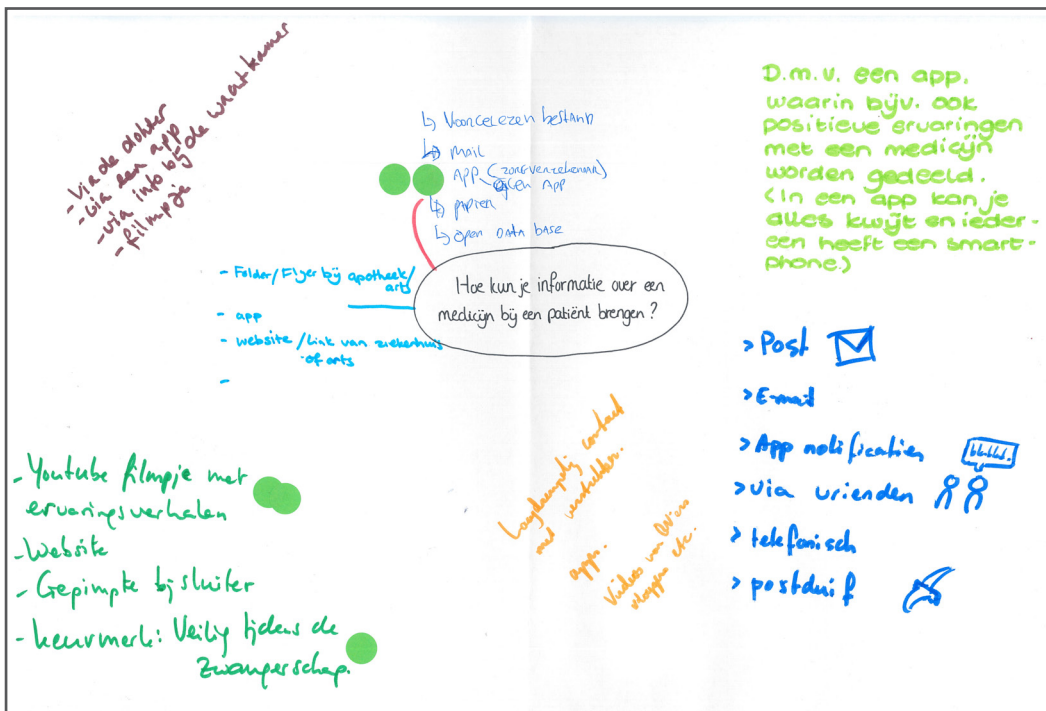 - via de dokter
- via een app
- via info bij de wachtkamer
- filmpje
↳ Voorgelezen bestand
↳ mail
APP (zorgverzekeraar)
eigen APP
↳ papier
↳ open data base
D.m.v. een app,
waarin bijv. ook
positieve ervaringen
met een medicijn
worden gedeeld.
(In een app kan je
alles kwijt en ieder-
een heeft een smart-
phone.)
- Folder/Flyer bij apotheek/
arts
- app
- website/Link van ziekenhuis
of arts
-
Hoe kun je informatie over een
medicijn bij een patiënt brengen?
> Post
> E-mail
> App notificaties
> via vrienden
> telefonisch
> postduif
- Youtube filmpje met
ervaringsverhalen
- Website
- Gepimpte bijsluiter
- keurmerk: Veilig tijdens de
zwangerschap.
Laagdrempelig contact
met verstrekker.
apps.
Videos van
vloggers etc.